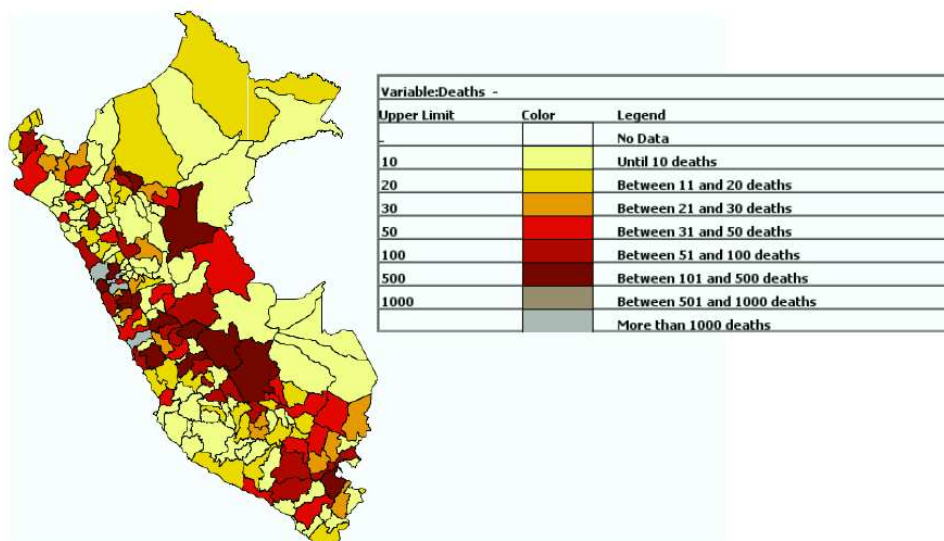 Variable:Deaths -
Upper Limit Color Legend
- No Data
10 Until 10 deaths
20 Between 11 and 20 deaths
30 Between 21 and 30 deaths
50 Between 31 and 50 deaths
100 Between 51 and 100 deaths
500 Between 101 and 500 deaths
1000 Between 501 and 1000 deaths
More than 1000 deaths